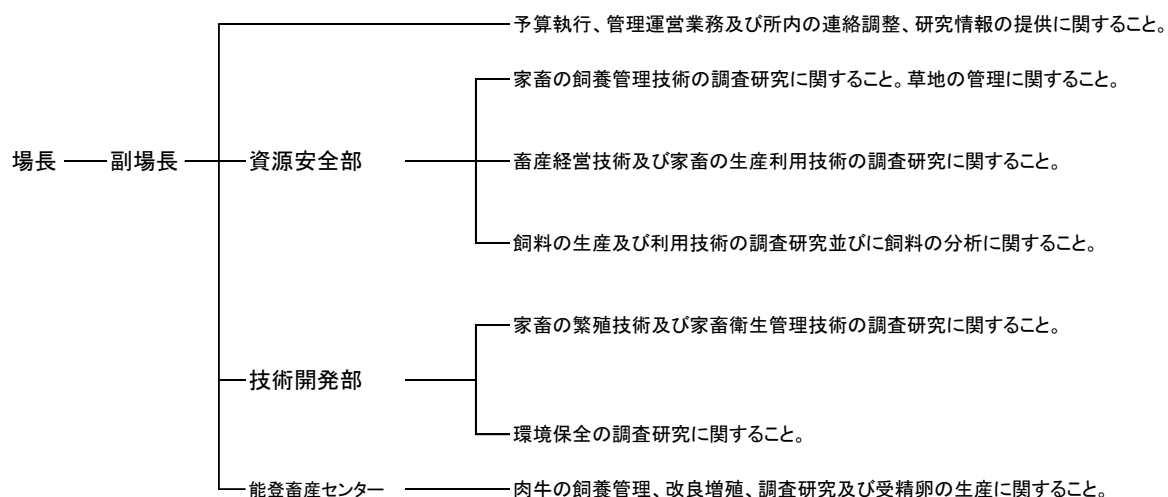 予算執行、管理運営業務及び所内の連絡調整、研究情報の提供に関すること。
家畜の飼養管理技術の調査研究に関すること。草地の管理に関すること。
場長 副場長 資源安全部 畜産経営技術及び家畜の生産利用技術の調査研究に関すること。
飼料の生産及び利用技術の調査研究並びに飼料の分析に関すること。
家畜の繁殖技術及び家畜衛生管理技術の調査研究に関すること。
技術開発部
環境保全の調査研究に関すること。
能登畜産センター 肉牛の飼養管理、改良増殖、調査研究及び受精卵の生産に関すること。